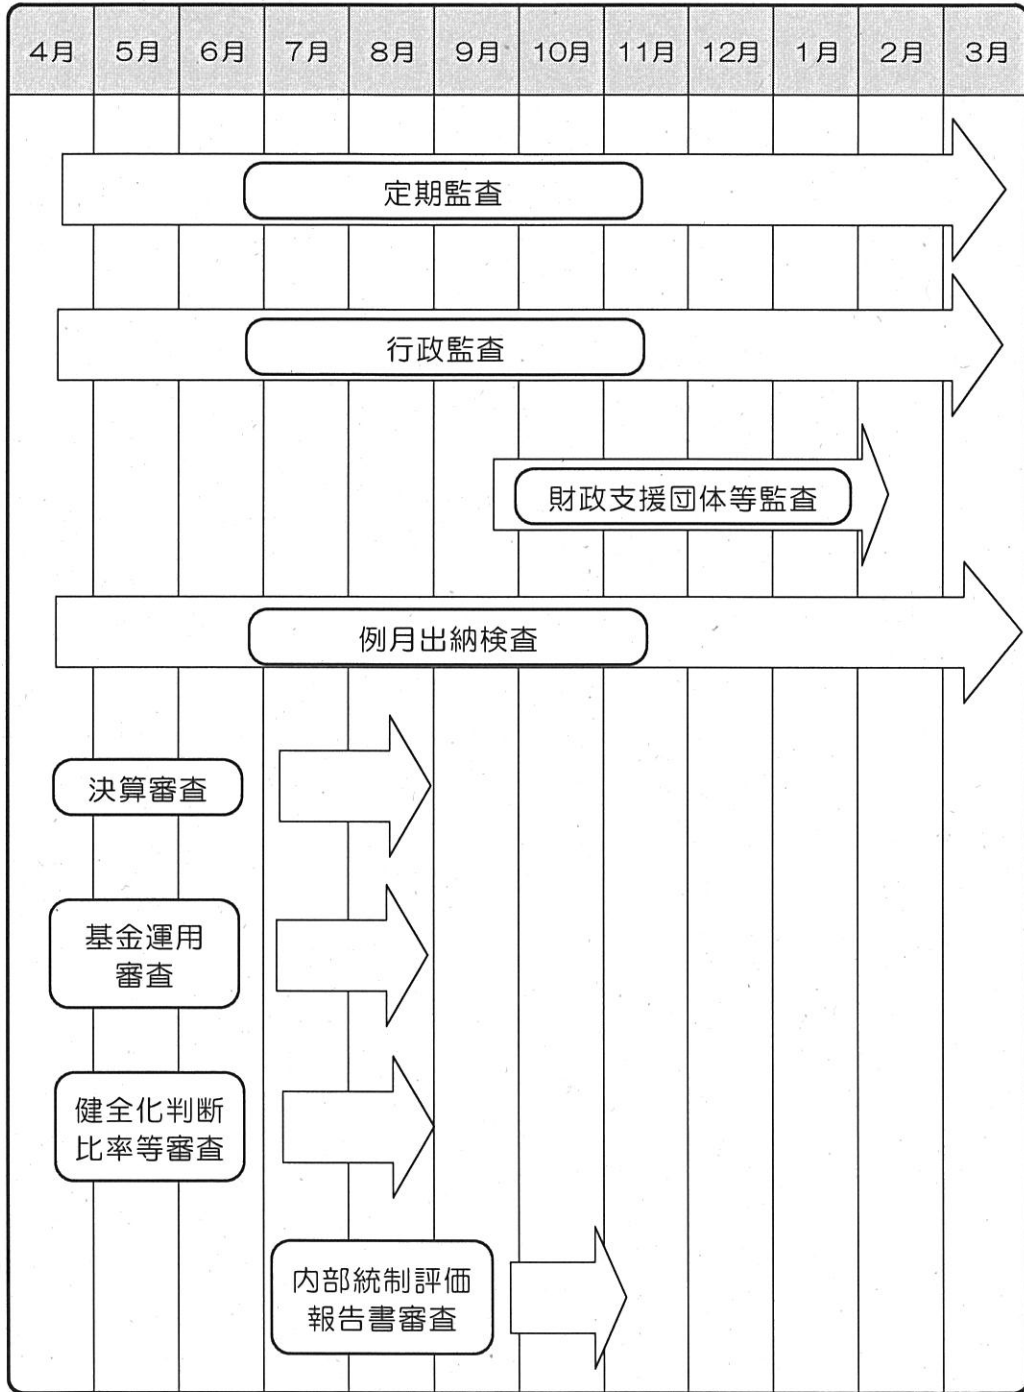 4月 5月 6月 7月 8月 9月 10月 11月 12月 1月 2月 3月
定期監査
行政監査
財政支援団体等監査
例月出納検査
決算審査
基金運用
審査
健全化判断
比率等審査
内部統制評価
報告書審査